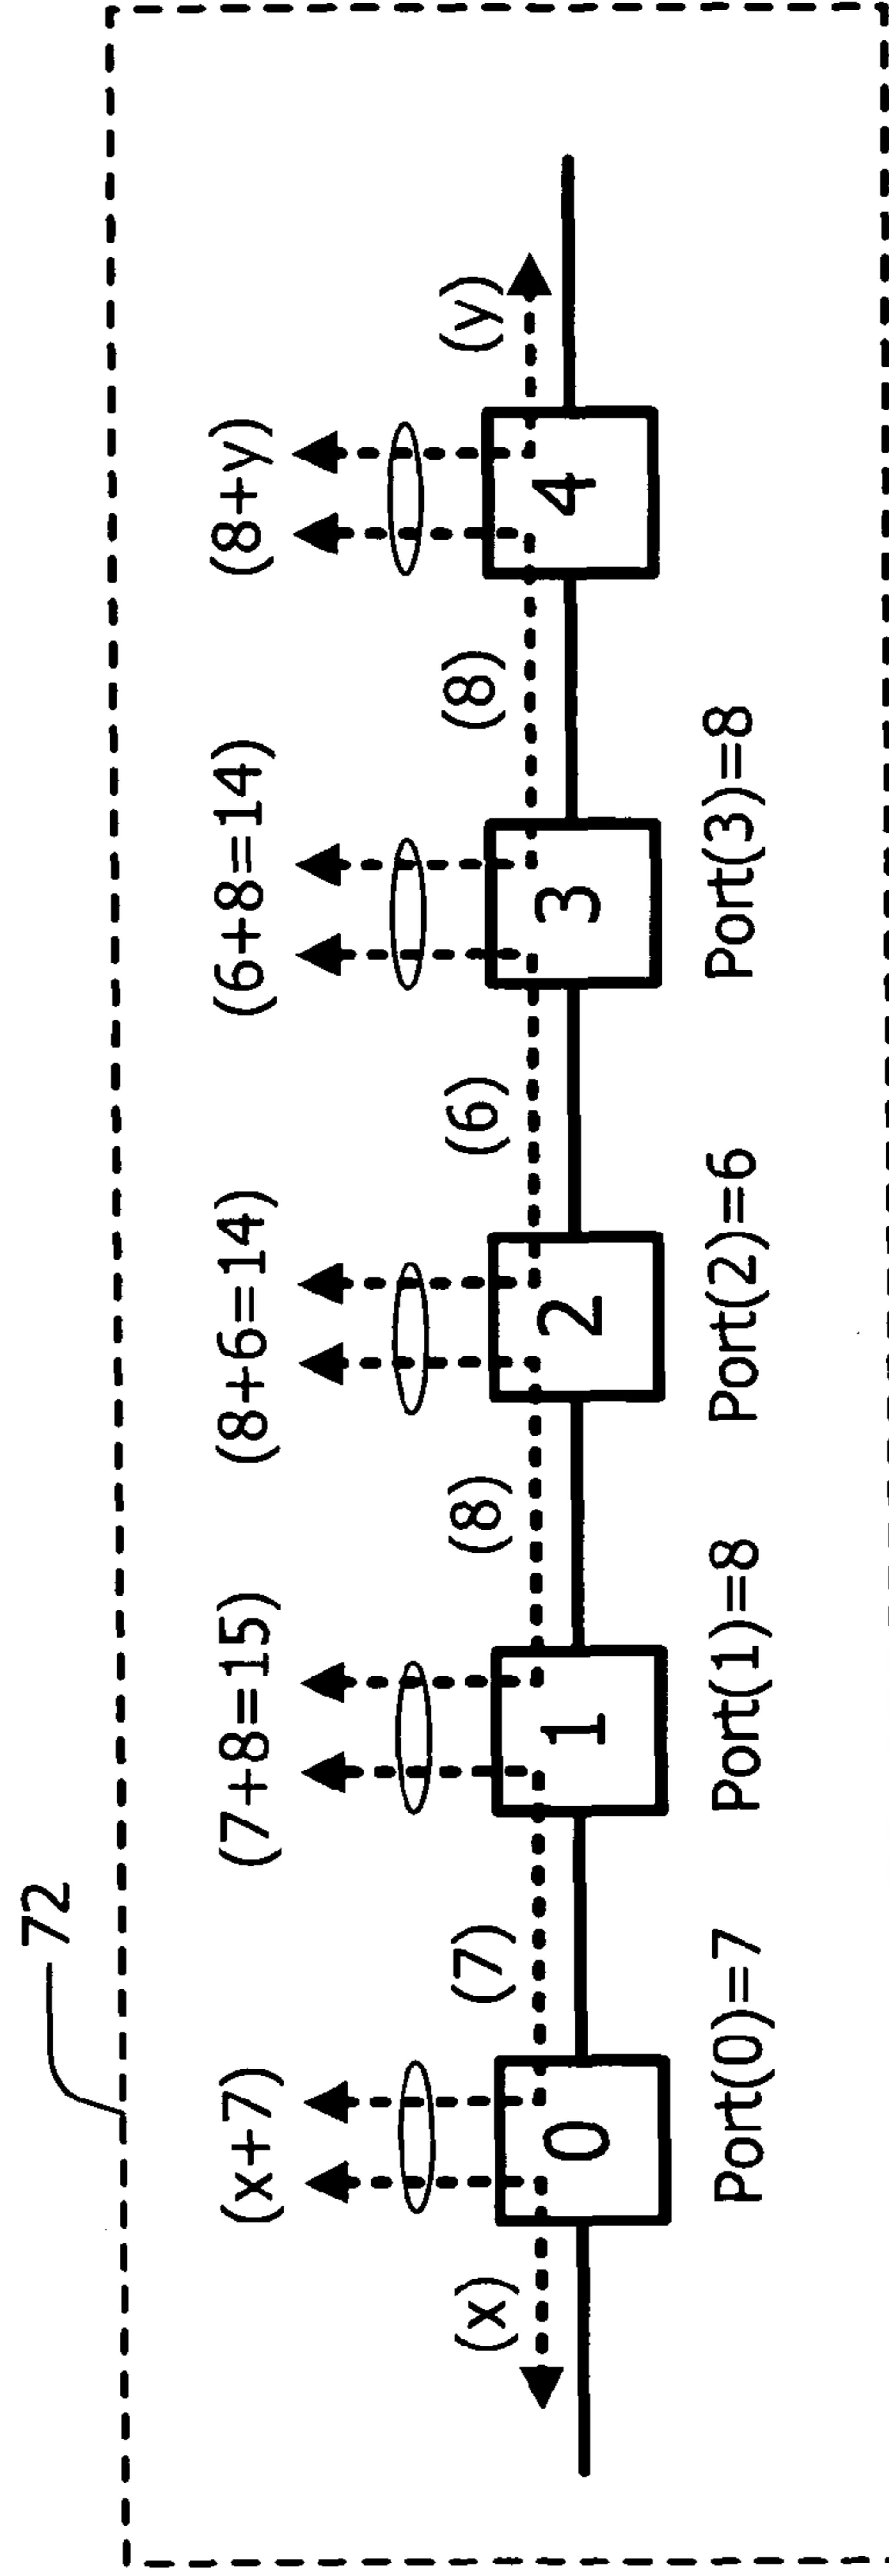 72
(x+7) (7+8=15) (8+6=14) (6+8=14) (8+y)
(x) (7) (8) (6) (8) (y)
0 1 2 3 4
Port(0)=7 Port(1)=8 Port(2)=6 Port(3)=8